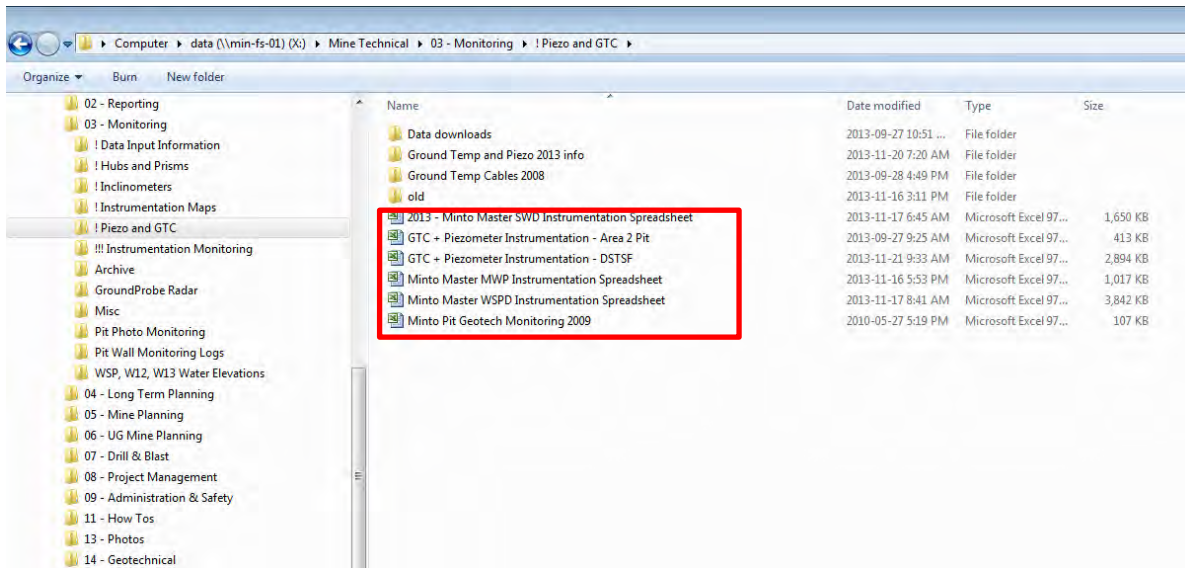 Computer ▸ data (\\min-fs-01) (X:) ▸ Mine Technical ▸ 03 - Monitoring ▸ ! Piezo and GTC ▸
Organize Burn New folder
02 - Reporting
03 - Monitoring
! Data Input Information
! Hubs and Prisms
! Inclinometers
! Instrumentation Maps
! Piezo and GTC
!!! Instrumentation Monitoring
Archive
GroundProbe Radar
Misc
Pit Photo Monitoring
Pit Wall Monitoring Logs
WSP, W12, W13 Water Elevations
04 - Long Term Planning
05 - Mine Planning
06 - UG Mine Planning
07 - Drill & Blast
08 - Project Management
09 - Administration & Safety
11 - How Tos
13 - Photos
14 - Geotechnical
Name Date modified Type Size
Data downloads 2013-09-27 10:51 ... File folder
Ground Temp and Piezo 2013 info 2013-11-20 7:20 AM File folder
Ground Temp Cables 2008 2013-09-28 4:49 PM File folder
old 2013-11-16 3:11 PM File folder
2013 - Minto Master SWD Instrumentation Spreadsheet 2013-11-17 6:45 AM Microsoft Excel 97... 1,650 KB
GTC + Piezometer Instrumentation - Area 2 Pit 2013-09-27 9:25 AM Microsoft Excel 97... 413 KB
GTC + Piezometer Instrumentation - DSTSF 2013-11-21 9:33 AM Microsoft Excel 97... 2,894 KB
Minto Master MWP Instrumentation Spreadsheet 2013-11-16 5:53 PM Microsoft Excel 97... 1,017 KB
Minto Master WSPD Instrumentation Spreadsheet 2013-11-17 8:41 AM Microsoft Excel 97... 3,842 KB
Minto Pit Geotech Monitoring 2009 2010-05-27 5:19 PM Microsoft Excel 97... 107 KB